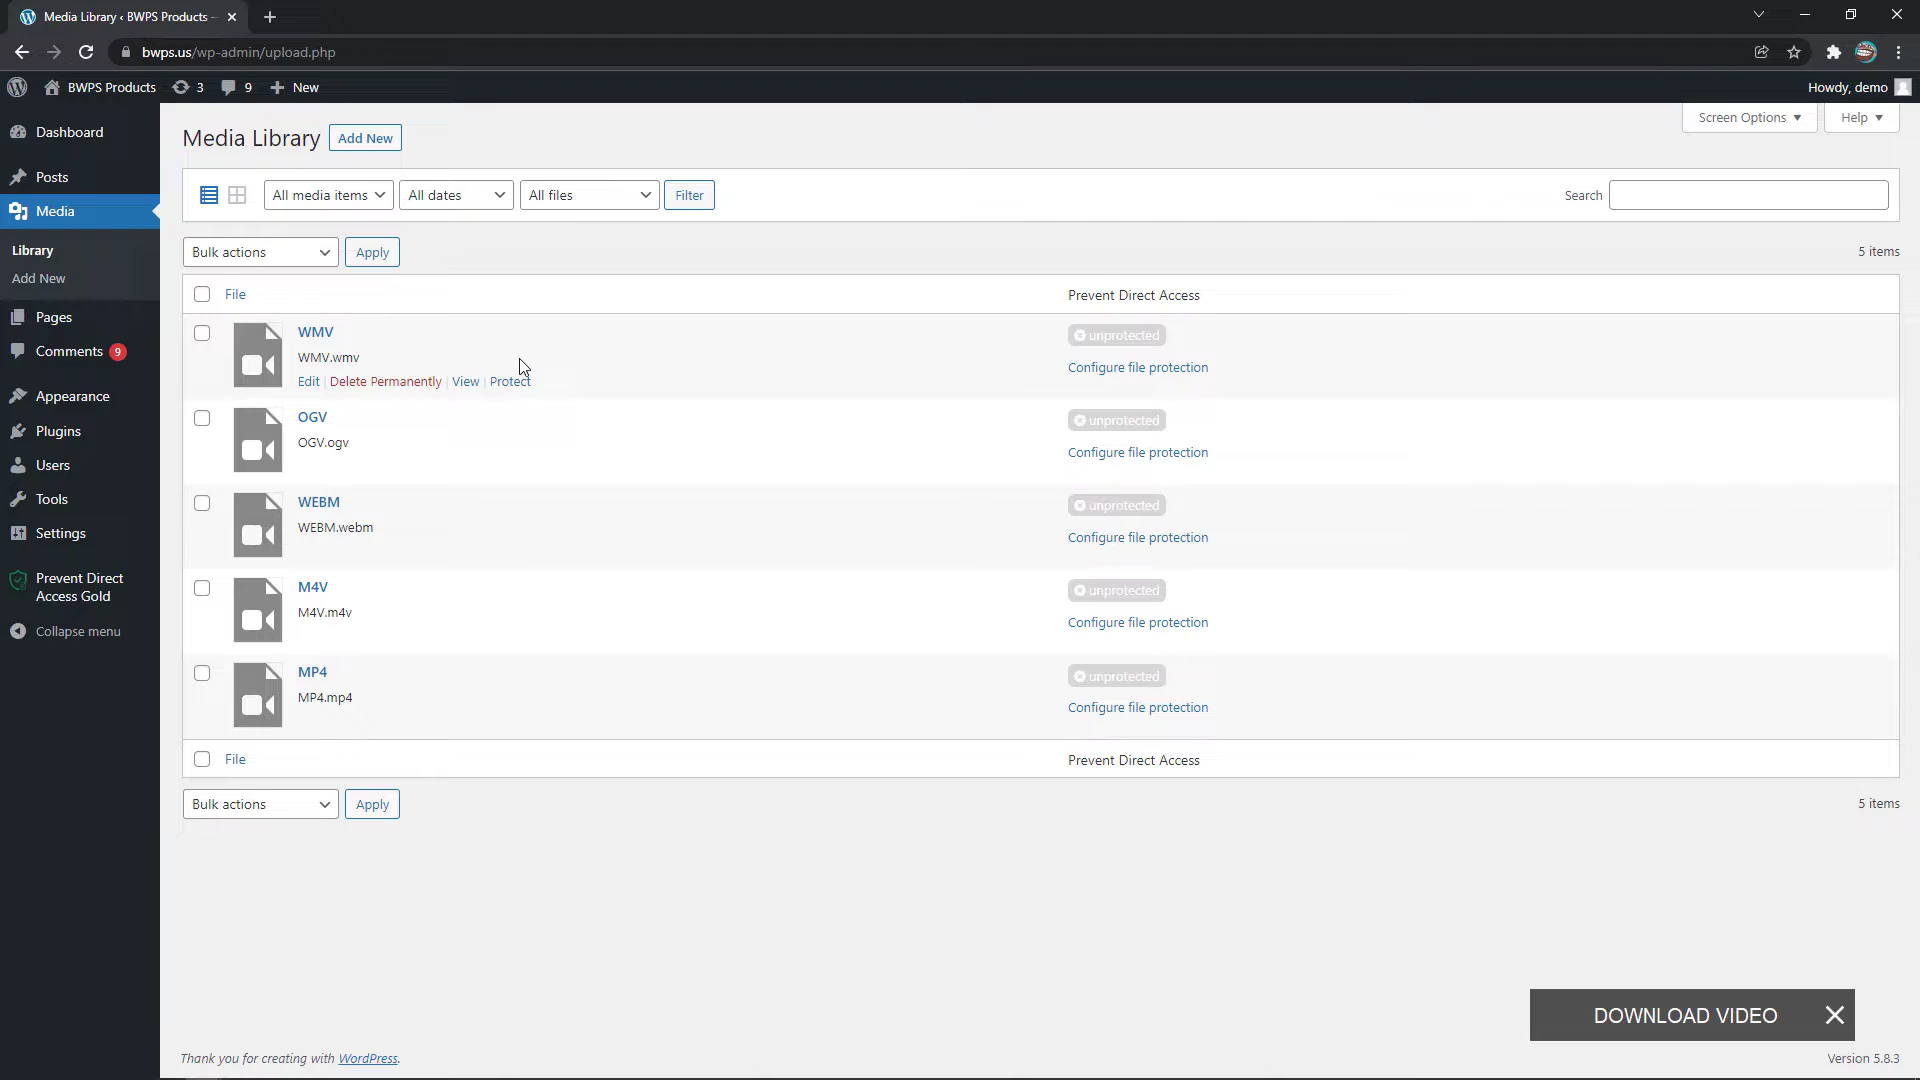 Media Library ‹ BWPS Products –
bwps.us/wp-admin/upload.php
BWPS Products 3 9 New
Howdy, demo
Screen Options
Help
Dashboard
Posts
Media
Library
Add New
Pages
Comments 9
Appearance
Plugins
Users
Tools
Settings
Prevent Direct
Access Gold
Collapse menu
Media Library Add New
All media items All dates All files Filter
Search
Bulk actions Apply
5 items
File Prevent Direct Access
WMV
WMV.wmv
Edit | Delete Permanently | View | Protect
unprotected
Configure file protection
OGV
OGV.ogv
unprotected
Configure file protection
WEBM
WEBM.webm
unprotected
Configure file protection
M4V
M4V.m4v
unprotected
Configure file protection
MP4
MP4.mp4
unprotected
Configure file protection
File Prevent Direct Access
Bulk actions Apply
5 items
DOWNLOAD VIDEO
Thank you for creating with WordPress.
Version 5.8.3